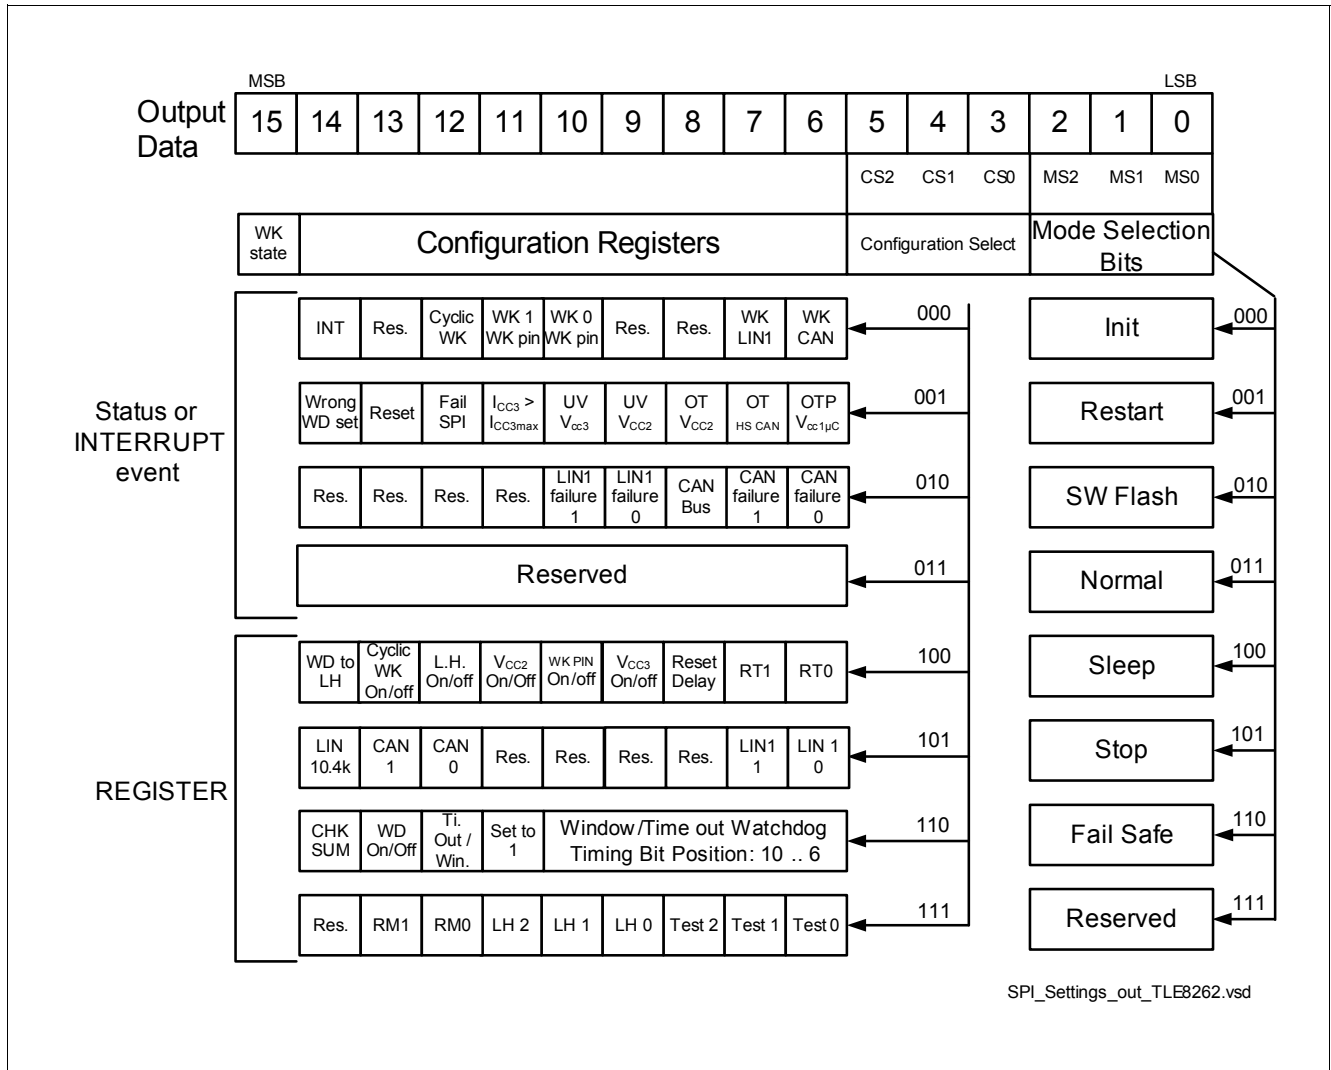 MSB
LSB
Output
Data
15 14 13 12 11 10 9 8 7 6 5 4 3 2 1 0
CS2 CS1 CS0 MS2 MS1 MS0
WK
state
Configuration Registers
Configuration Select
Mode Selection
Bits
Status or
INTERRUPT
event
INT
Res.
Cyclic
WK
WK 1
WK pin
WK 0
WK pin
Res.
Res.
WK
LIN1
WK
CAN
000
Init
000
Wrong
WD set
Reset
Fail
SPI
ICC3 >
ICC3max
UV
Vcc3
UV
VCC2
OT
VCC2
OT
HS CAN
OTP
Vcc1µC
001
Restart
001
Res.
Res.
Res.
Res.
LIN1
failure
1
LIN1
failure
0
CAN
Bus
CAN
failure
1
CAN
failure
0
010
SW Flash
010
Reserved
011
Normal
011
REGISTER
WD to
LH
Cyclic
WK
On/off
L.H.
On/off
VCC2
On/Off
WK PIN
On/off
VCC3
On/off
Reset
Delay
RT1
RT0
100
Sleep
100
LIN
10.4k
CAN
1
CAN
0
Res.
Res.
Res.
Res.
LIN1
1
LIN 1
0
101
Stop
101
CHK
SUM
WD
On/Off
Ti.
Out /
Win.
Set to
1
Window/Time out Watchdog
Timing Bit Position: 10 .. 6
110
Fail Safe
110
Res.
RM1
RM0
LH 2
LH 1
LH 0
Test 2
Test 1
Test 0
111
Reserved
111
SPI_Settings_out_TLE8262.vsd